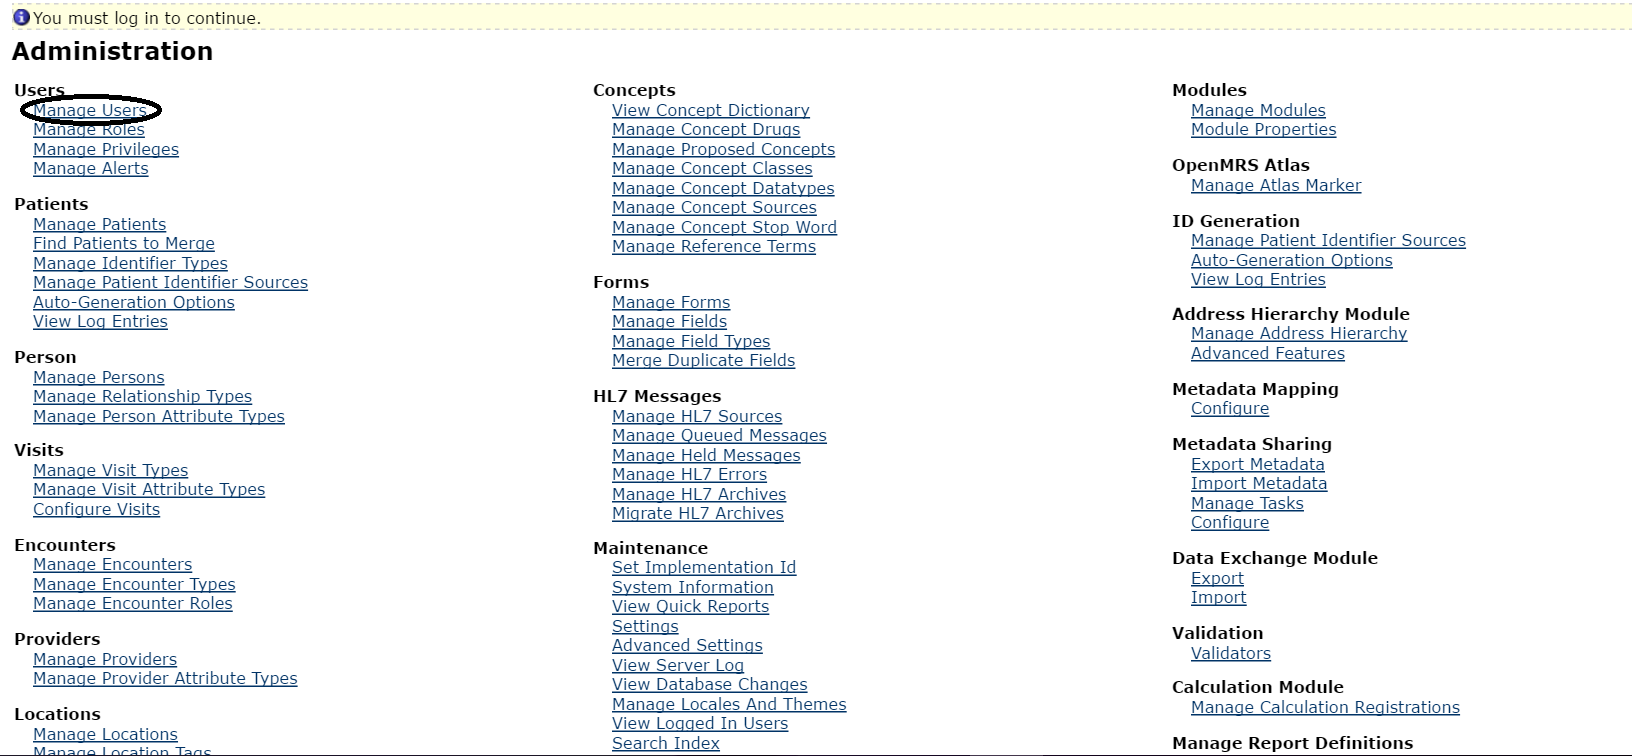 You must log in to continue.
Administration
Users
Manage Users
Manage Roles
Manage Privileges
Manage Alerts
Patients
Manage Patients
Find Patients to Merge
Manage Identifier Types
Manage Patient Identifier Sources
Auto-Generation Options
View Log Entries
Person
Manage Persons
Manage Relationship Types
Manage Person Attribute Types
Visits
Manage Visit Types
Manage Visit Attribute Types
Configure Visits
Encounters
Manage Encounters
Manage Encounter Types
Manage Encounter Roles
Providers
Manage Providers
Manage Provider Attribute Types
Locations
Manage Locations
Manage Location Tags
Concepts
View Concept Dictionary
Manage Concept Drugs
Manage Proposed Concepts
Manage Concept Classes
Manage Concept Datatypes
Manage Concept Sources
Manage Concept Stop Word
Manage Reference Terms
Forms
Manage Forms
Manage Fields
Manage Field Types
Merge Duplicate Fields
HL7 Messages
Manage HL7 Sources
Manage Queued Messages
Manage Held Messages
Manage HL7 Errors
Manage HL7 Archives
Migrate HL7 Archives
Maintenance
Set Implementation Id
System Information
View Quick Reports
Settings
Advanced Settings
View Server Log
View Database Changes
Manage Locales And Themes
View Logged In Users
Search Index
Modules
Manage Modules
Module Properties
OpenMRS Atlas
Manage Atlas Marker
ID Generation
Manage Patient Identifier Sources
Auto-Generation Options
View Log Entries
Address Hierarchy Module
Manage Address Hierarchy
Advanced Features
Metadata Mapping
Configure
Metadata Sharing
Export Metadata
Import Metadata
Manage Tasks
Configure
Data Exchange Module
Export
Import
Validation
Validators
Calculation Module
Manage Calculation Registrations
Manage Report Definitions